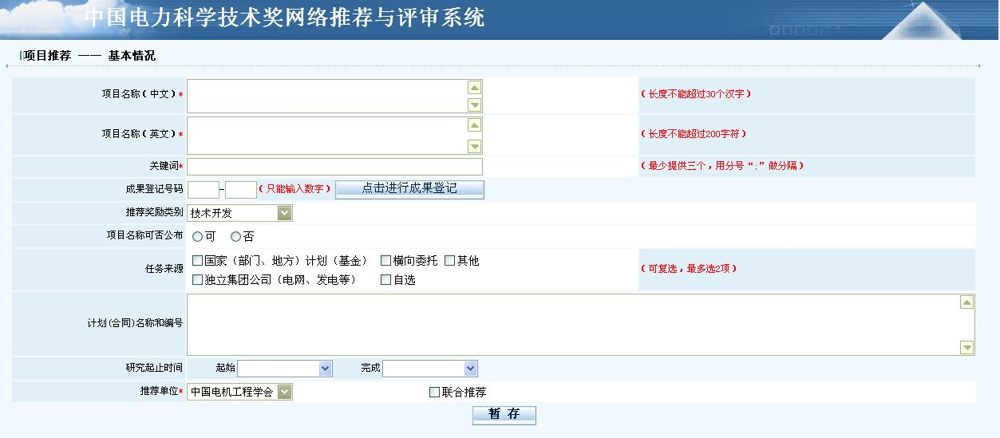 中国电力科学技术奖网络推荐与评审系统
项目推荐 —— 基本情况
项目名称（中文）*
（长度不能超过30个汉字）
项目名称（英文）*
（长度不能超过200字符）
关键词*
（最少提供三个，用分号“;”做分隔）
成果登记号码 - （只能输入数字） 点击进行成果登记
推荐奖励类别 技术开发
项目名称可否公布 可 否
任务来源 国家（部门、地方）计划（基金） 横向委托 其他
独立集团公司（电网、发电等） 自选
（可复选，最多选2项）
计划(合同)名称和编号
研究起止时间 起始 完成
推荐单位* 中国电机工程学会 联合推荐
暂 存